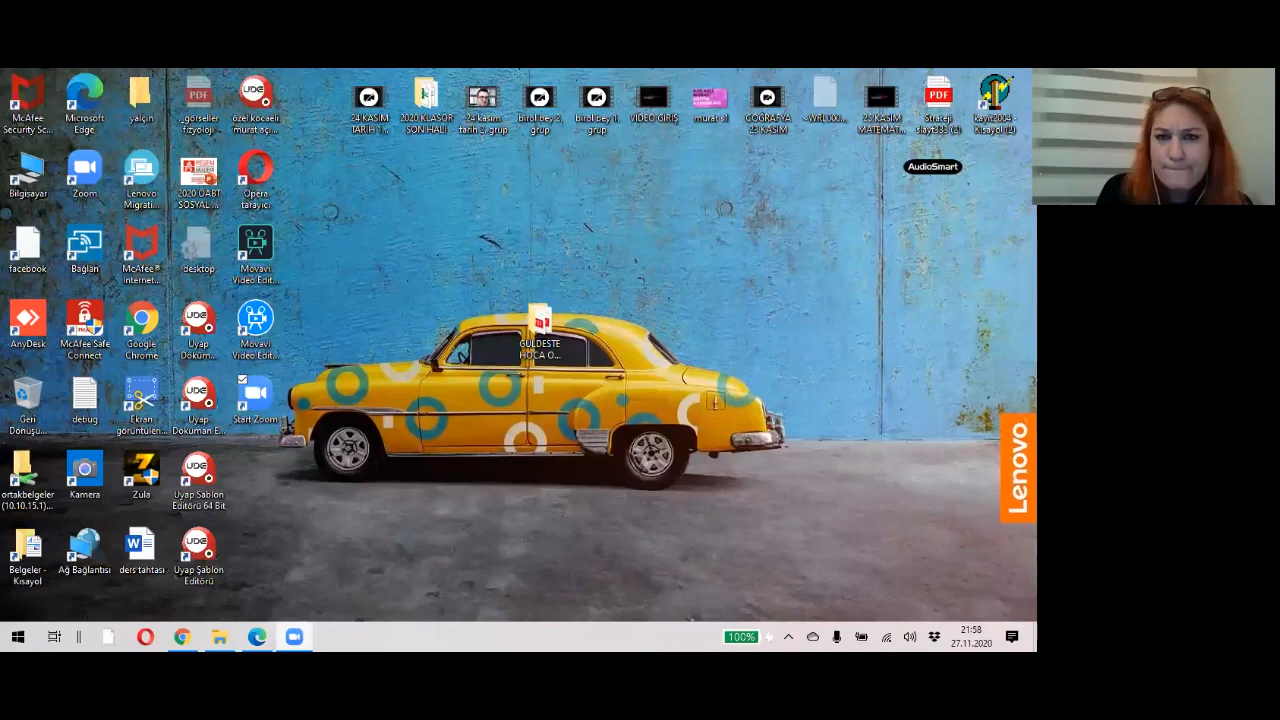 McAfee
Security Sc...
Microsoft
Edge
yalçın
_görseller
fizyoloji
özel kocaeli
murat açı...
24 KASIM
TARİH 1...
2020 KLASÖR
SON HALİ
24 kasım
tarih 2. grup
birol bey 2.
grup
birol bey 1.
grup
VİDEO GİRİŞ
murat sf
COĞRAFYA
23 KASIM
~WRL000...
25 KASIM
MATEMAT...
Strateji
slayt533 (2)
kayit2004 -
Kısayol (2)
AudioSmart
Bilgisayar
Zoom
Lenovo
Migrati...
2020 ÖABT
SOSYAL ...
Opera
tarayıcı
facebook
Bağlan
McAfee®
Internet...
desktop
Movavi
Video Edit...
AnyDesk
McAfee Safe
Connect
Google
Chrome
Uyap
Doküm...
Movavi
Video Edit...
GÜLDESTE
HOCA O...
Geri
Dönüşü...
debug
Ekran
görüntülen...
Uyap
Doküman E...
Start Zoom
ortakbelgeler
(10.10.15.1)...
Kamera
Zula
Uyap Şablon
Editörü 64 Bit
Belgeler -
Kısayol
Ağ Bağlantısı
ders tahtası
Uyap Şablon
Editörü
Lenovo
100%
21:58
27.11.2020